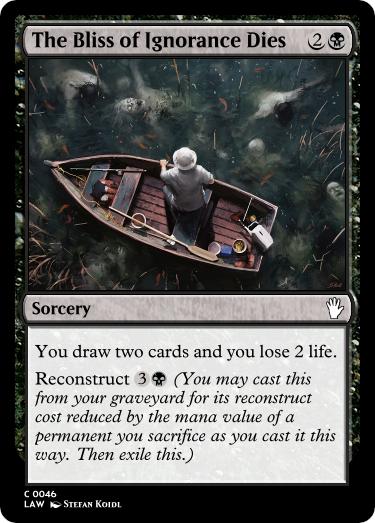 The Bliss of Ignorance Dies 2
Sorcery
You draw two cards and you lose 2 life.
Reconstruct 3 (You may cast this
from your graveyard for its reconstruct
cost reduced by the mana value of a
permanent you sacrifice as you cast it this
way. Then exile this.)
C 0046
LAW Stefan Koidl